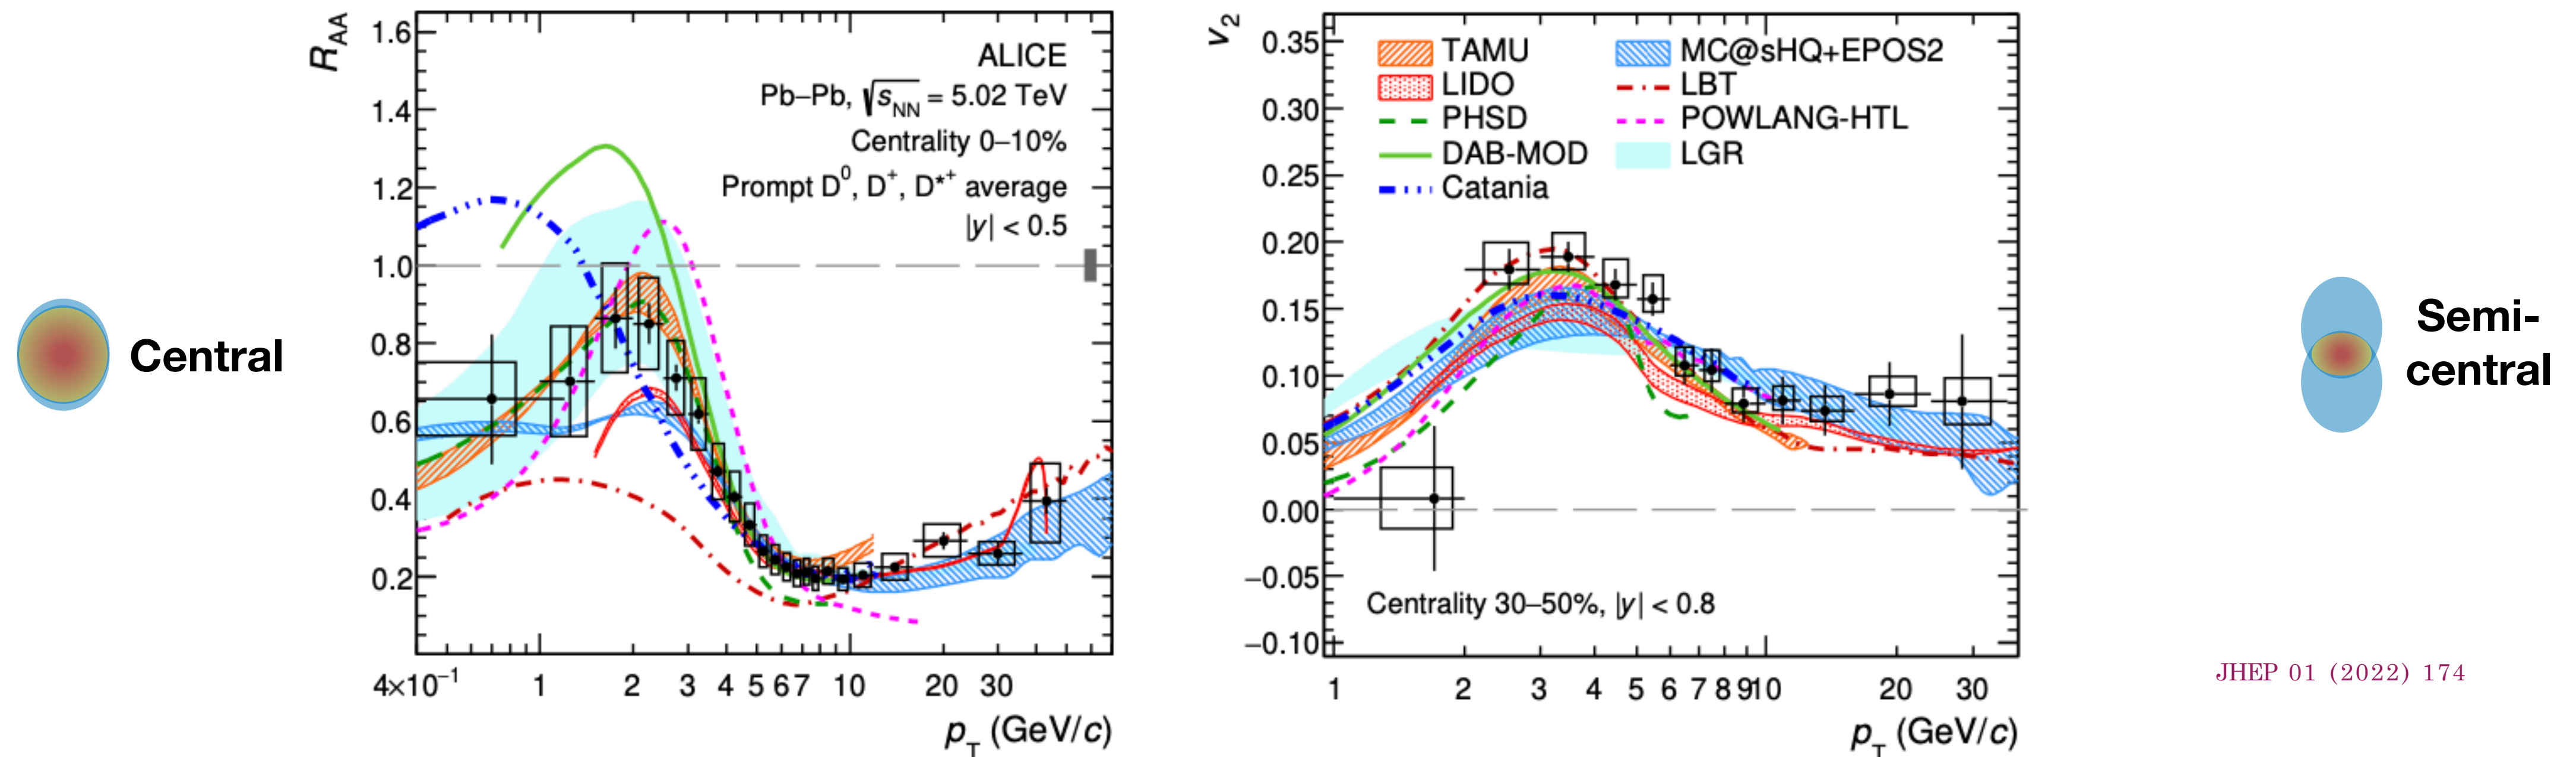 Central
R_AA
1.6
1.4
1.2
1.0
0.8
0.6
0.4
0.2
ALICE
Pb–Pb, √s_NN = 5.02 TeV
Centrality 0–10%
Prompt D⁰, D⁺, D*⁺ average
|y| < 0.5
4×10⁻¹ 1 2 3 4 5 6 7 10 20 30
p_T (GeV/c)
v₂
0.35
0.30
0.25
0.20
0.15
0.10
0.05
0.00
−0.05
−0.10
TAMU
LIDO
PHSD
DAB-MOD
Catania
MC@sHQ+EPOS2
LBT
POWLANG-HTL
LGR
Centrality 30–50%, |y| < 0.8
1 2 3 4 5 6 7 8 9 10 20 30
p_T (GeV/c)
Semi-
central
JHEP 01 (2022) 174